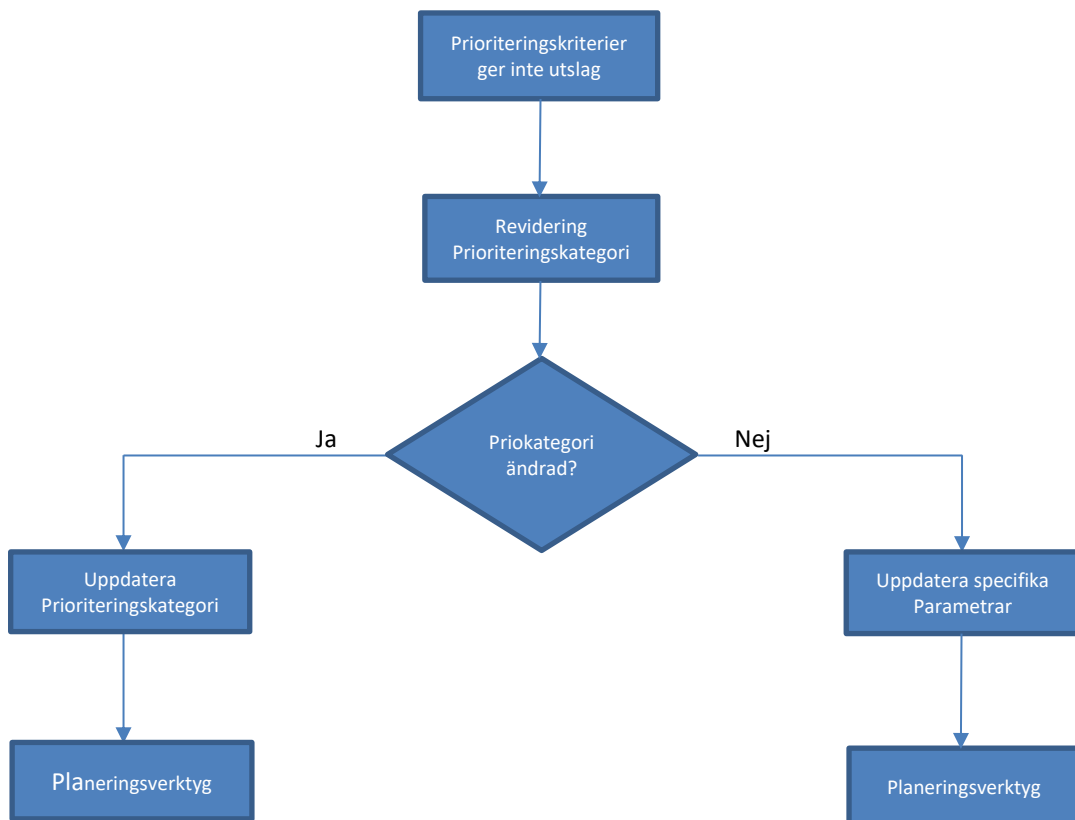 Prioriteringskriterier
ger inte utslag
Revidering
Prioriteringskategori
Priokategori
ändrad?
Ja
Nej
Uppdatera
Prioriteringskategori
Uppdatera specifika
Parametrar
Planeringsverktyg
Planeringsverktyg